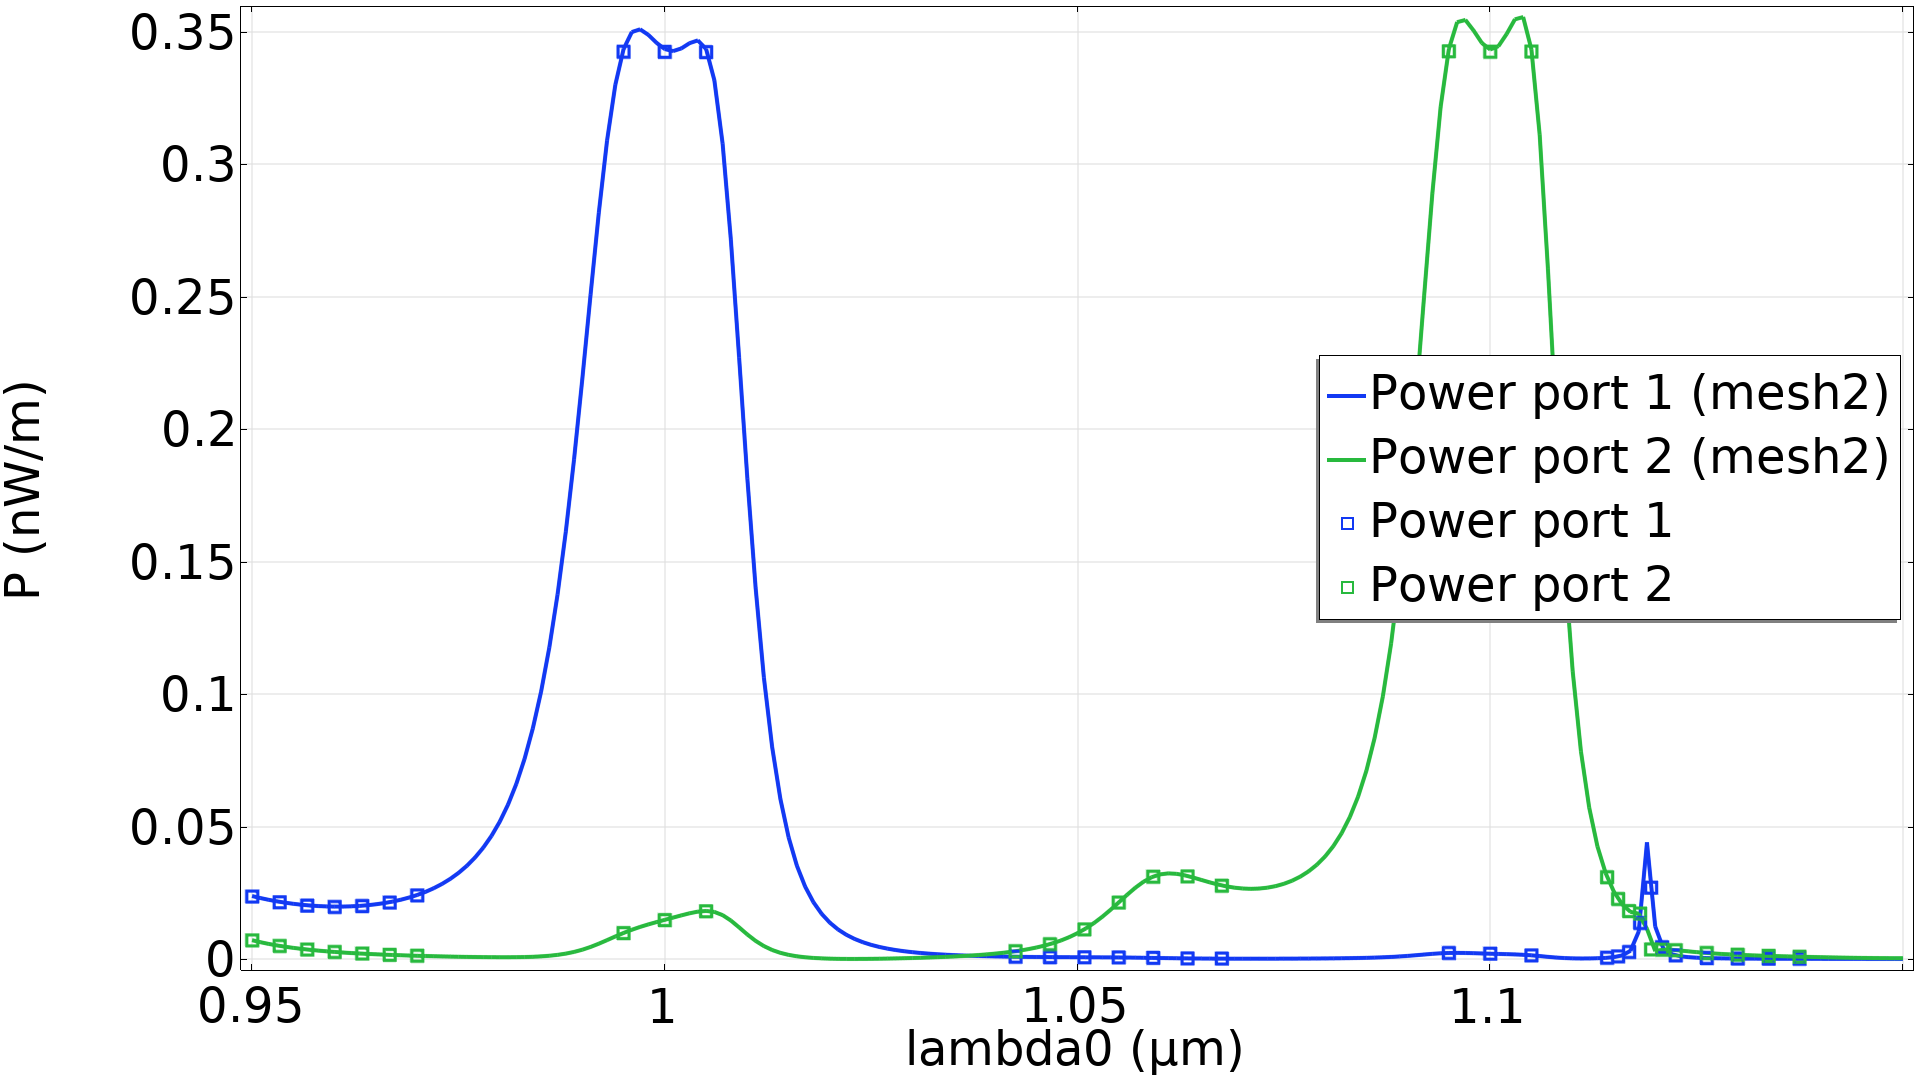 P (nW/m)
0.35
0.3
0.25
0.2
0.15
0.1
0.05
0
Power port 1 (mesh2)
Power port 2 (mesh2)
Power port 1
Power port 2
0.95 1 1.05 1.1
lambda0 (µm)